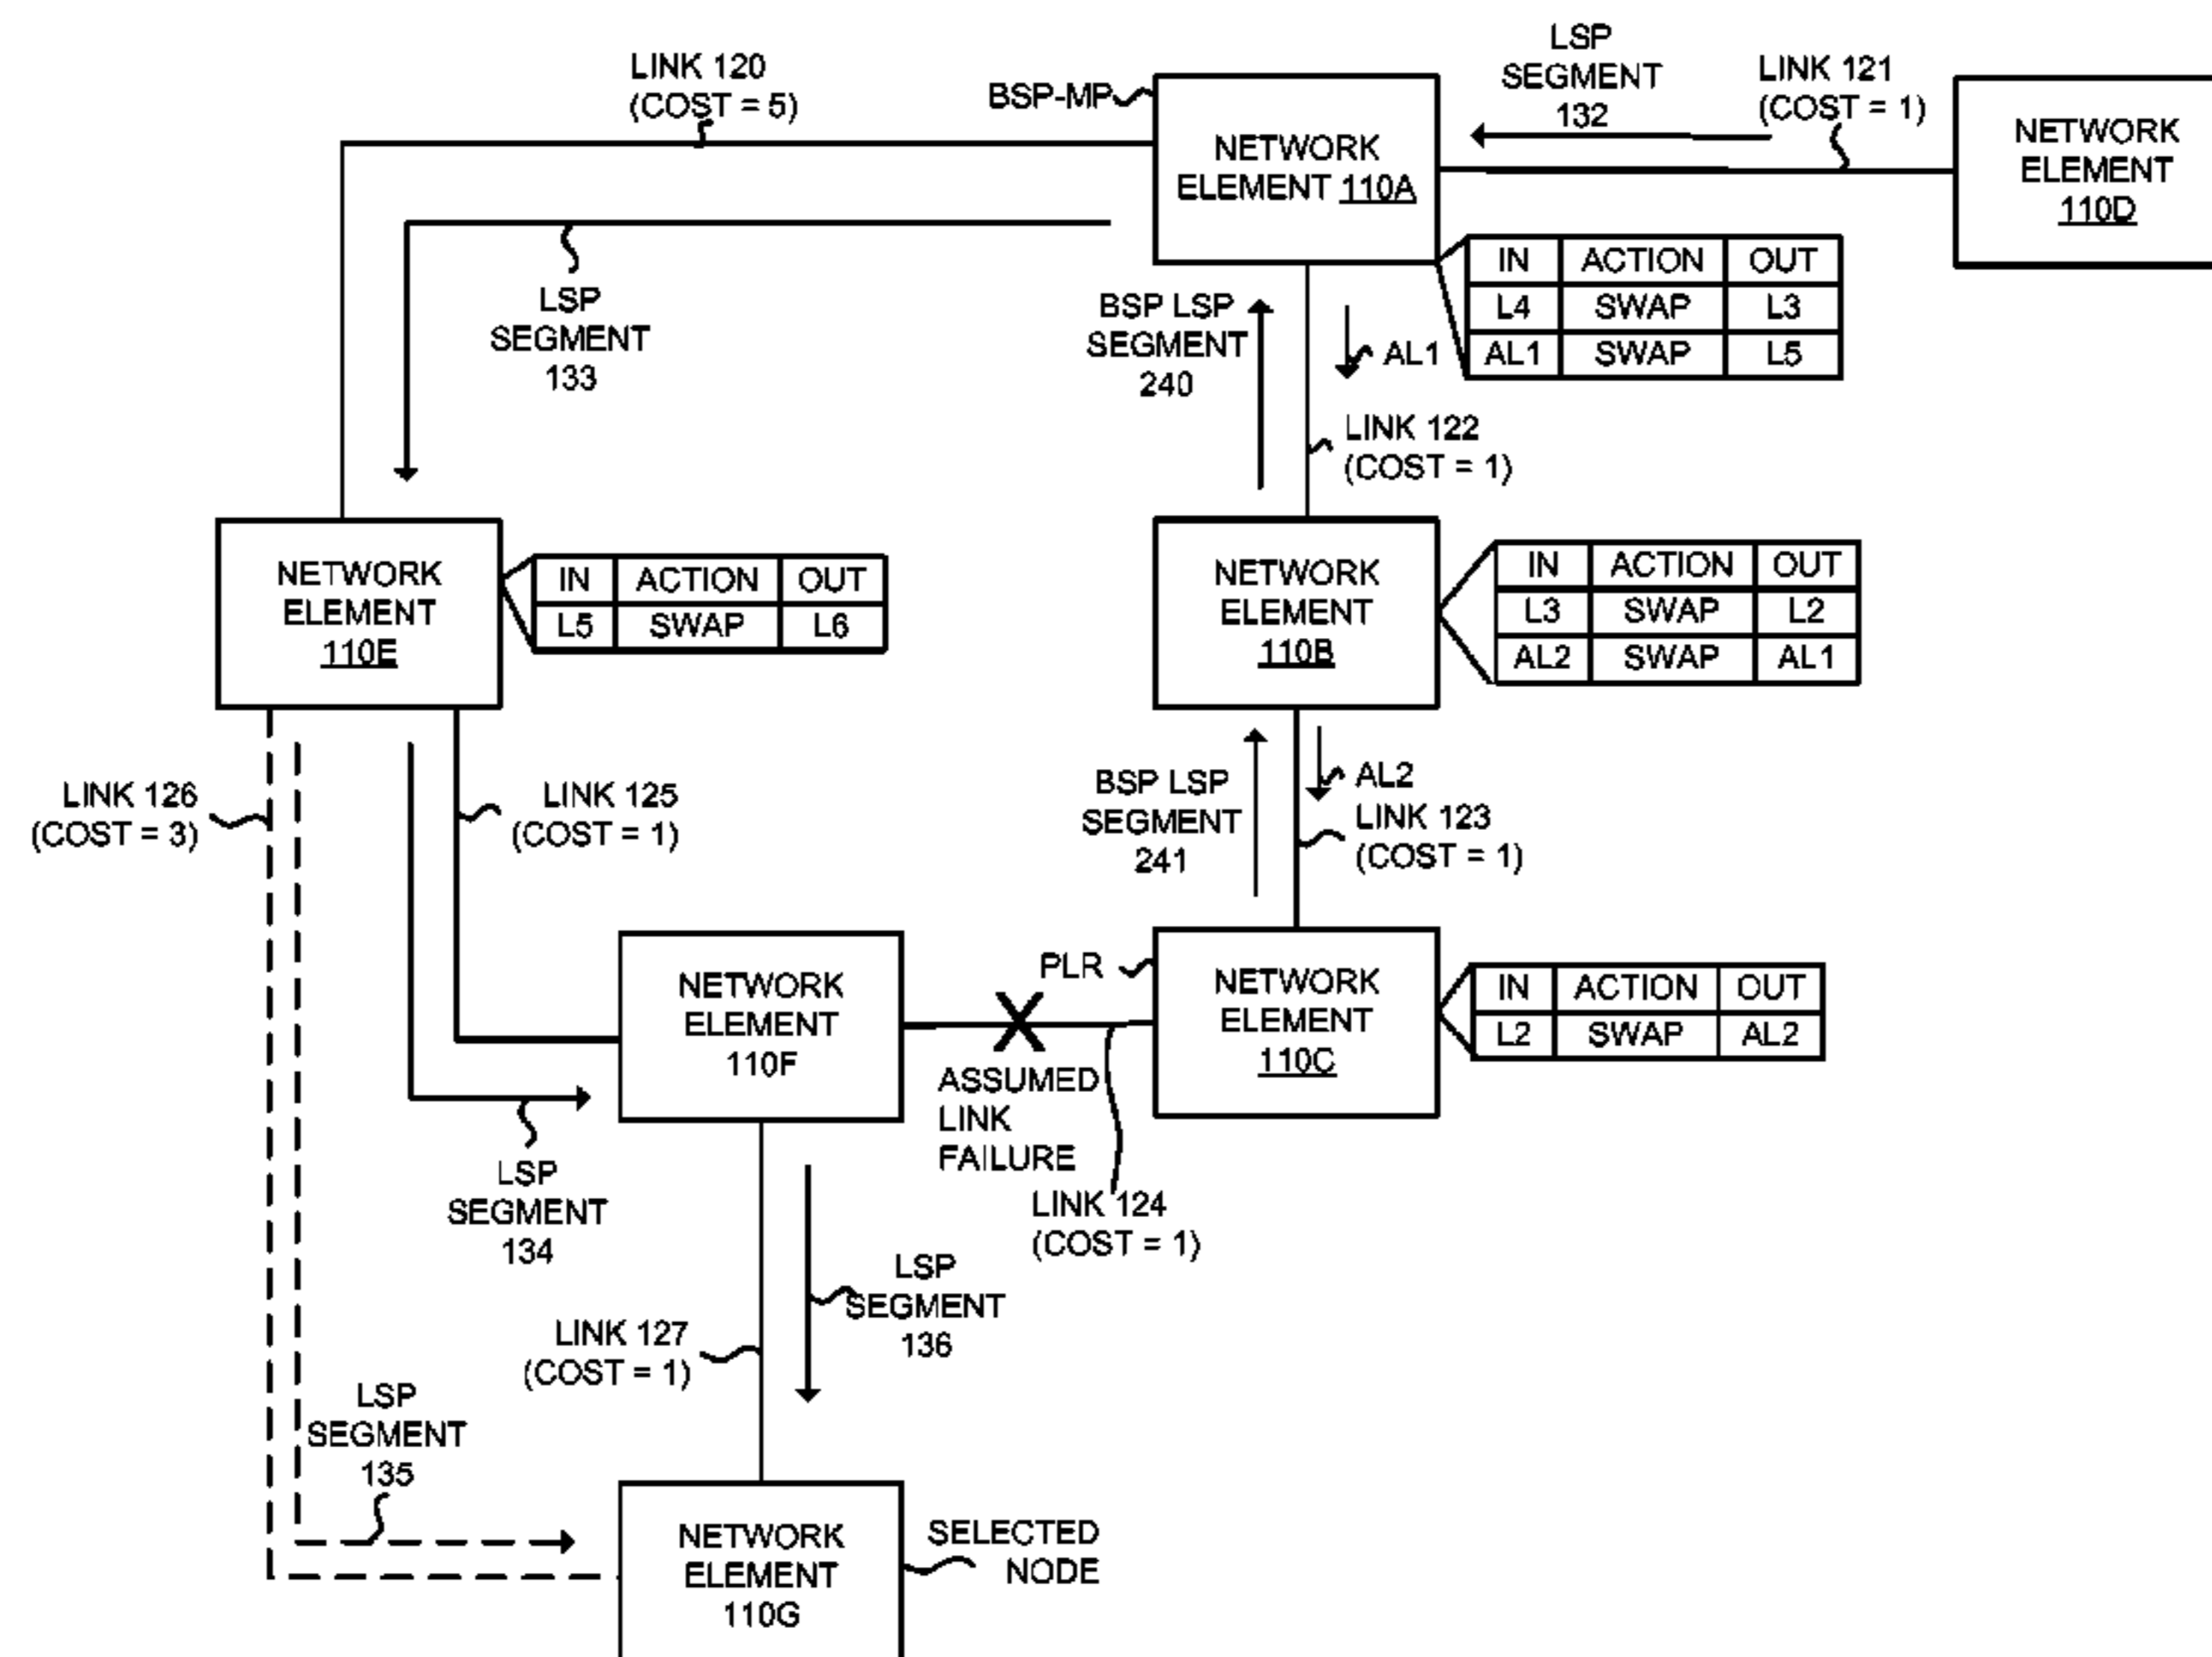 LINK 120
(COST = 5)
BSP-MP
NETWORK
ELEMENT 110A
LSP
SEGMENT
132
LINK 121
(COST = 1)
NETWORK
ELEMENT
110D
IN ACTION OUT
L4 SWAP L3
AL1 SWAP L5
LSP
SEGMENT
133
BSP LSP
SEGMENT
240
AL1
LINK 122
(COST = 1)
NETWORK
ELEMENT
110E
IN ACTION OUT
L5 SWAP L6
NETWORK
ELEMENT
110B
IN ACTION OUT
L3 SWAP L2
AL2 SWAP AL1
LINK 126
(COST = 3)
LINK 125
(COST = 1)
BSP LSP
SEGMENT
241
AL2
LINK 123
(COST = 1)
NETWORK
ELEMENT
110F
PLR
NETWORK
ELEMENT
110C
IN ACTION OUT
L2 SWAP AL2
ASSUMED
LINK
FAILURE
LINK 124
(COST = 1)
LSP
SEGMENT
134
LSP
SEGMENT
136
LINK 127
(COST = 1)
LSP
SEGMENT
135
NETWORK
ELEMENT
110G
SELECTED
NODE